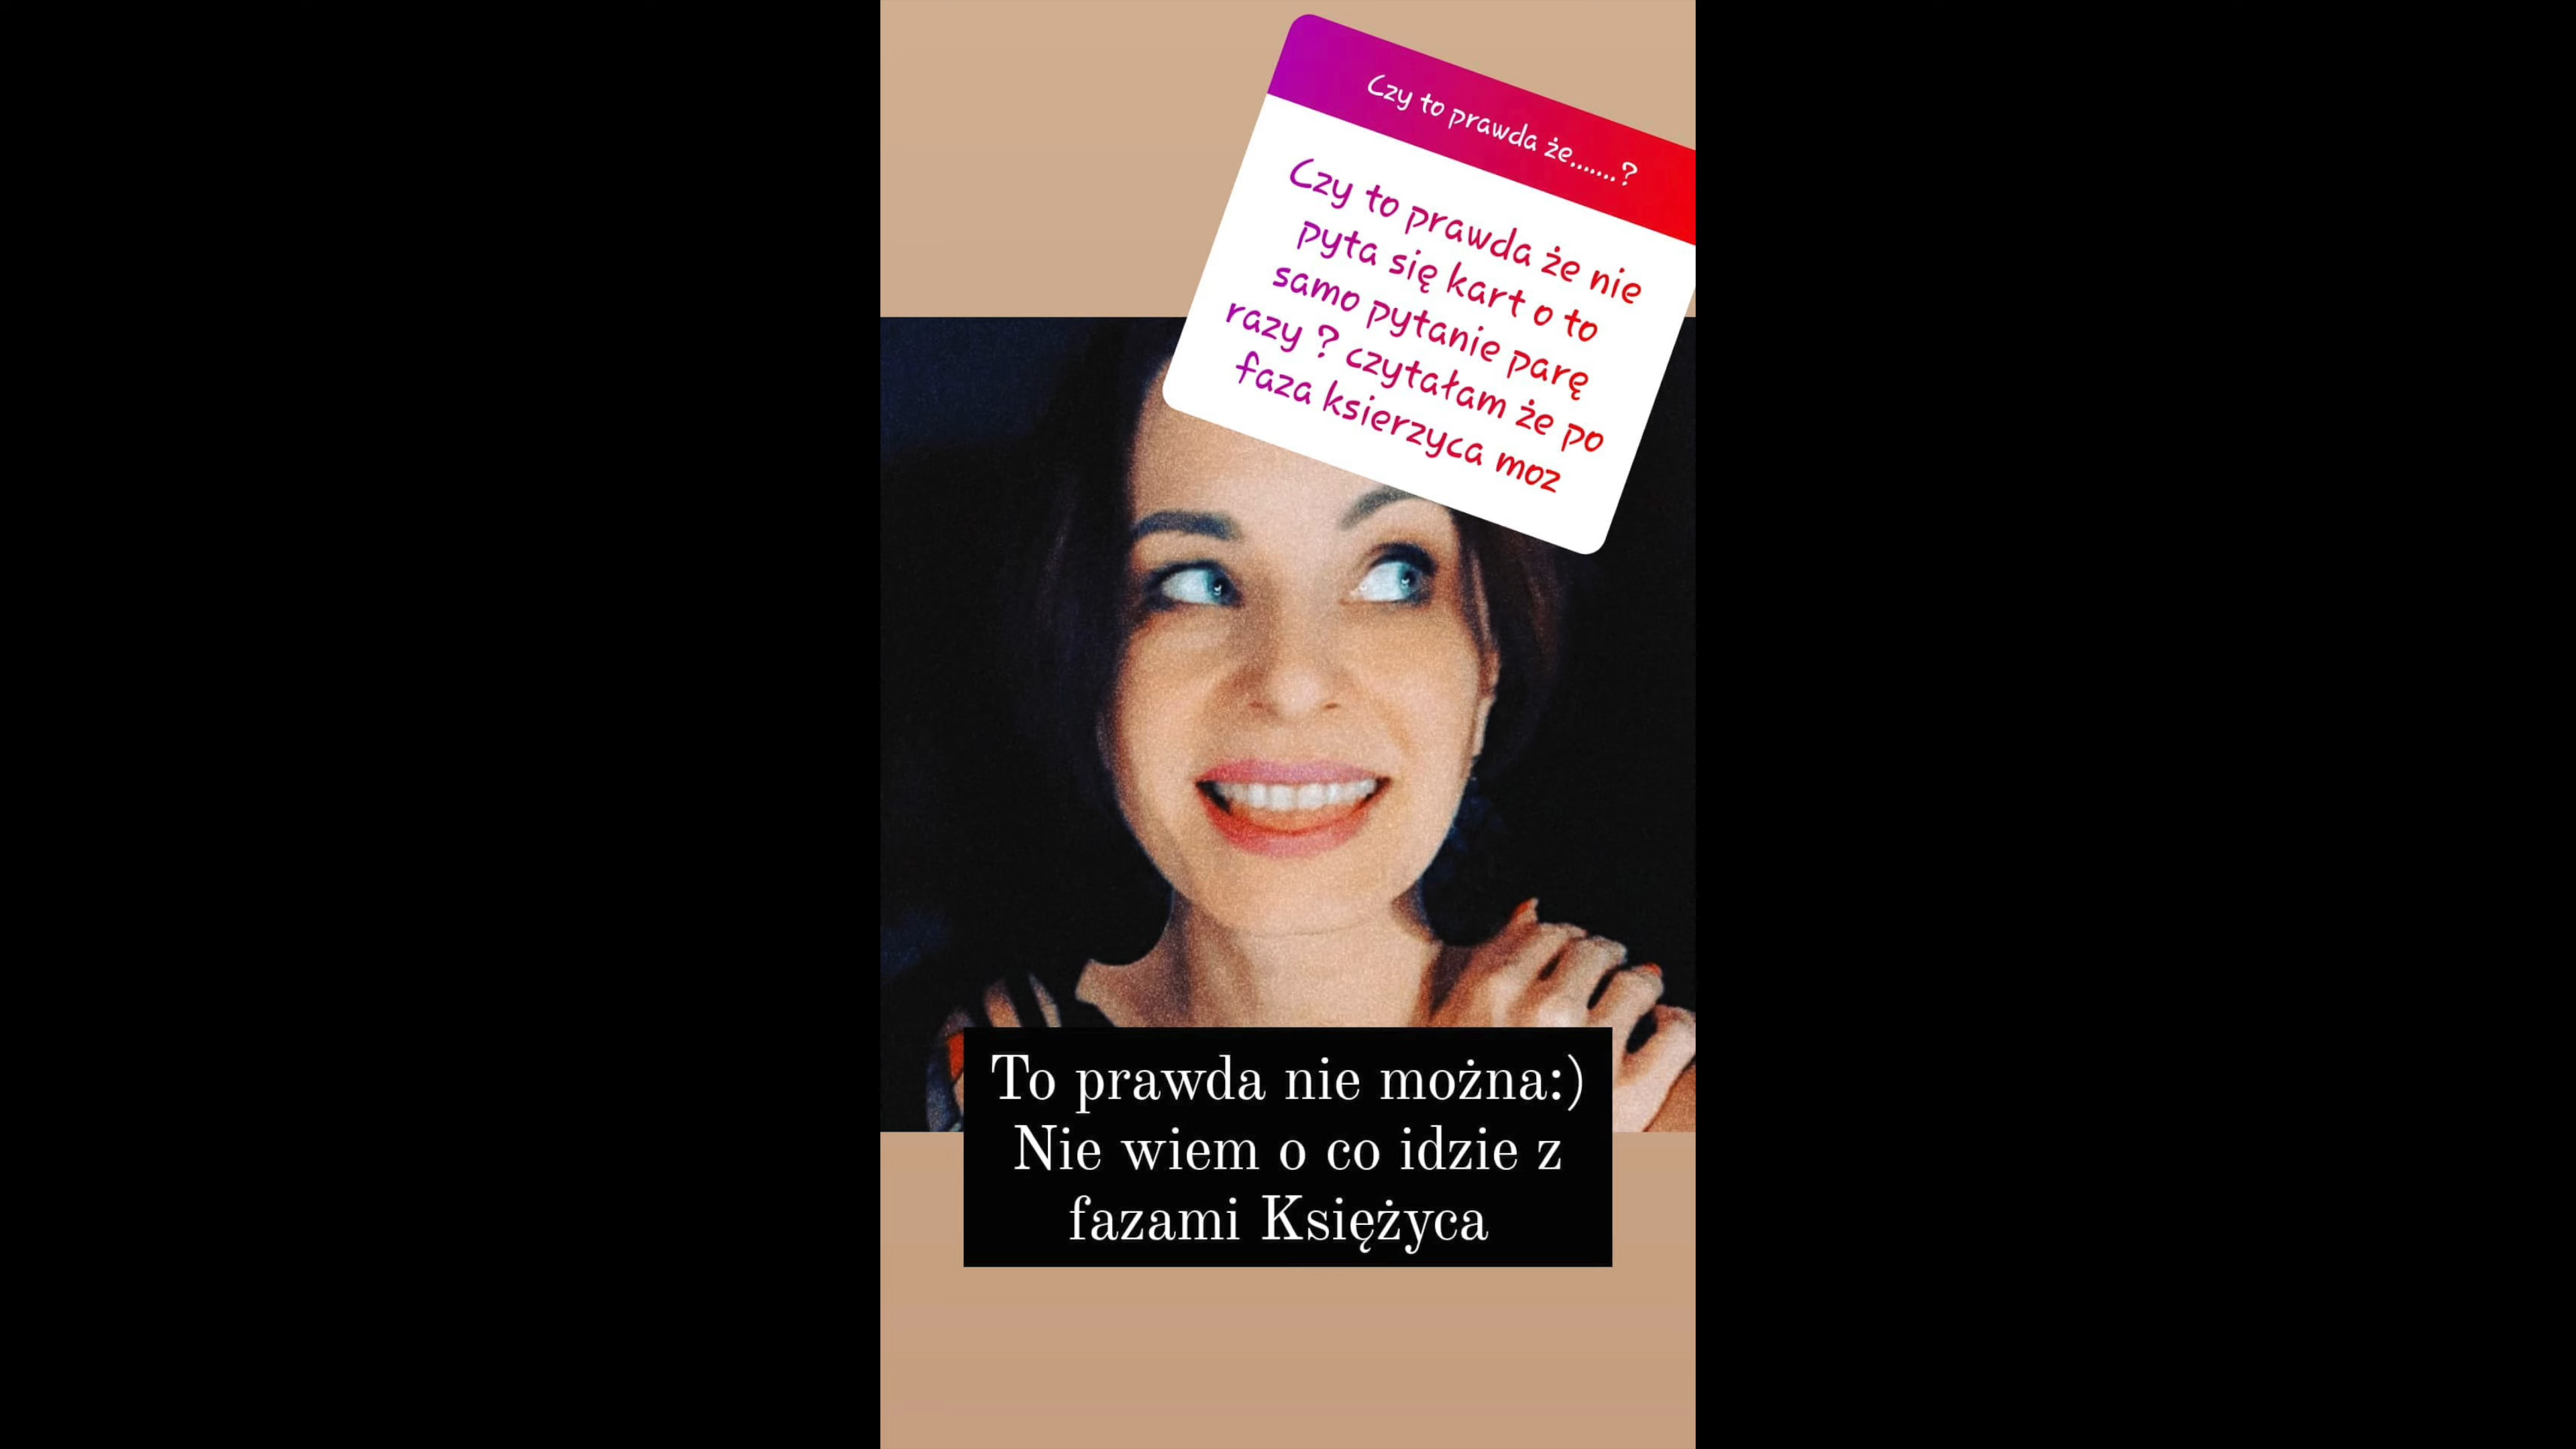 Czy to prawda że.......?
Czy to prawda że nie
pyta się kart o to
samo pytanie parę
razy ? czytałam że po
faza ksierzyca moz
To prawda nie można:)
Nie wiem o co idzie z
fazami Księżyca